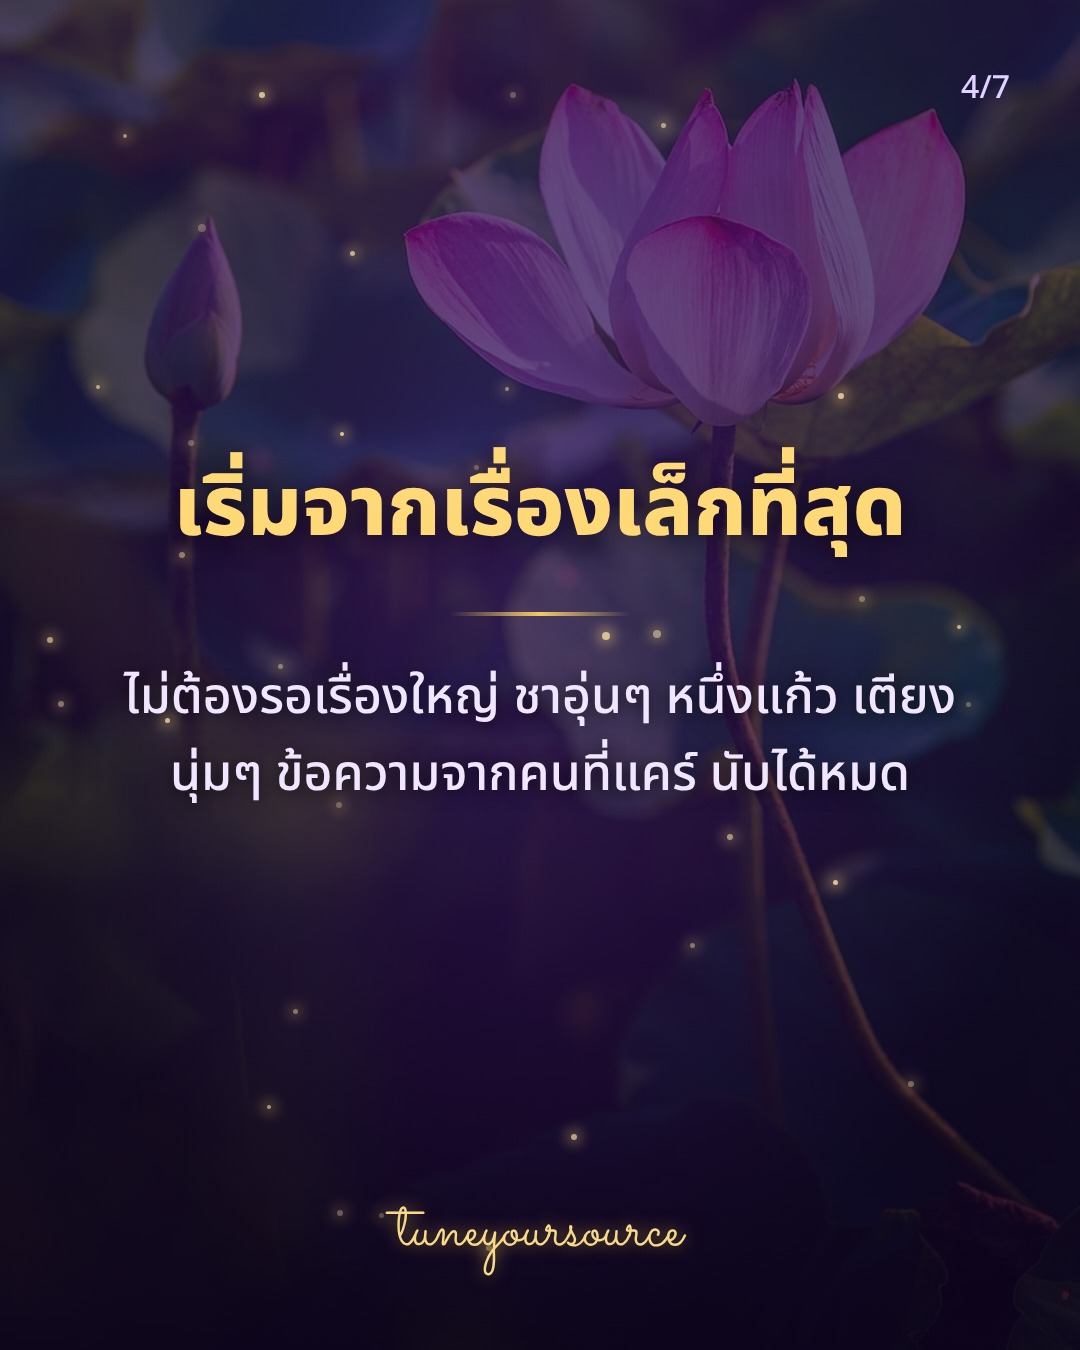 4/7
เริ่มจากเรื่องเล็กที่สุด
ไม่ต้องรอเรื่องใหญ่ ชาอุ่นๆ หนึ่งแก้ว เตียง
นุ่มๆ ข้อความจากคนที่แคร์ นับได้หมด
tuneyoursource